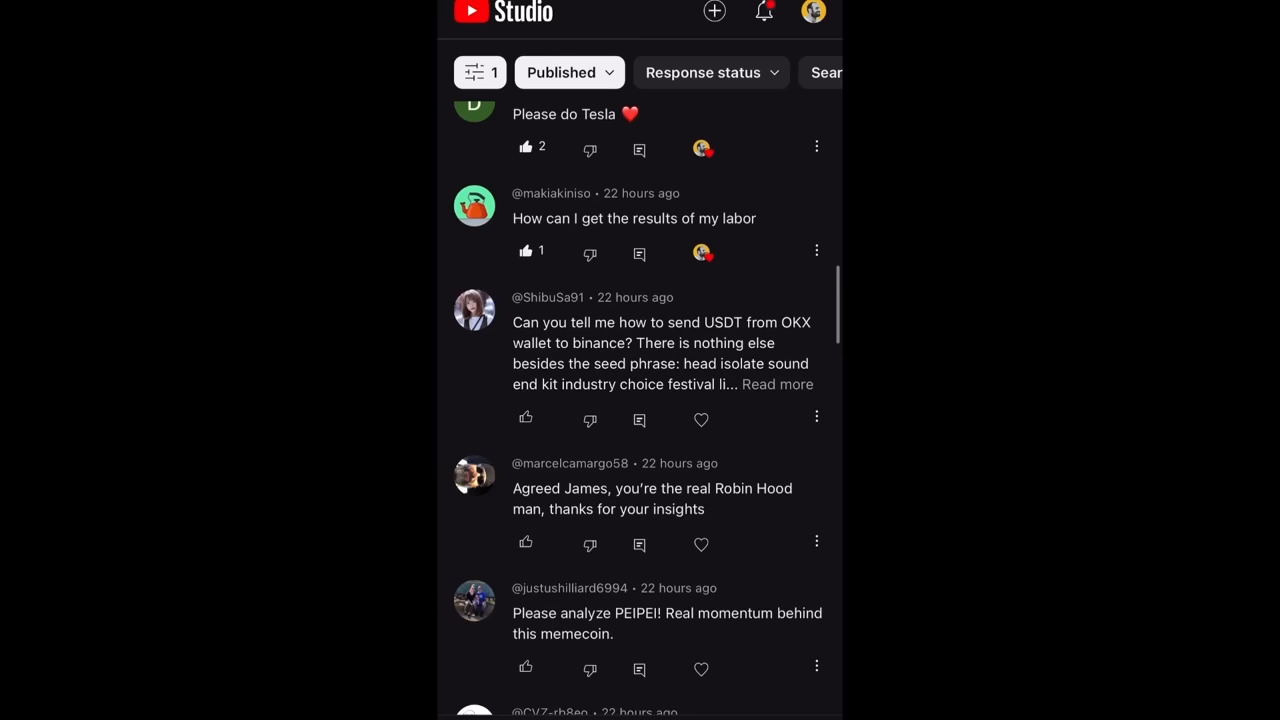 Studio
1
Published
Response status
Sear
D
Please do Tesla ❤️
2
@makiakiniso • 22 hours ago
How can I get the results of my labor
1
@ShibuSa91 • 22 hours ago
Can you tell me how to send USDT from OKX
wallet to binance? There is nothing else
besides the seed phrase: head isolate sound
end kit industry choice festival li... Read more
@marcelcamargo58 • 22 hours ago
Agreed James, you’re the real Robin Hood
man, thanks for your insights
@justushilliard6994 • 22 hours ago
Please analyze PEIPEI! Real momentum behind
this memecoin.
@CVZ-rh8eo • 22 hours ago